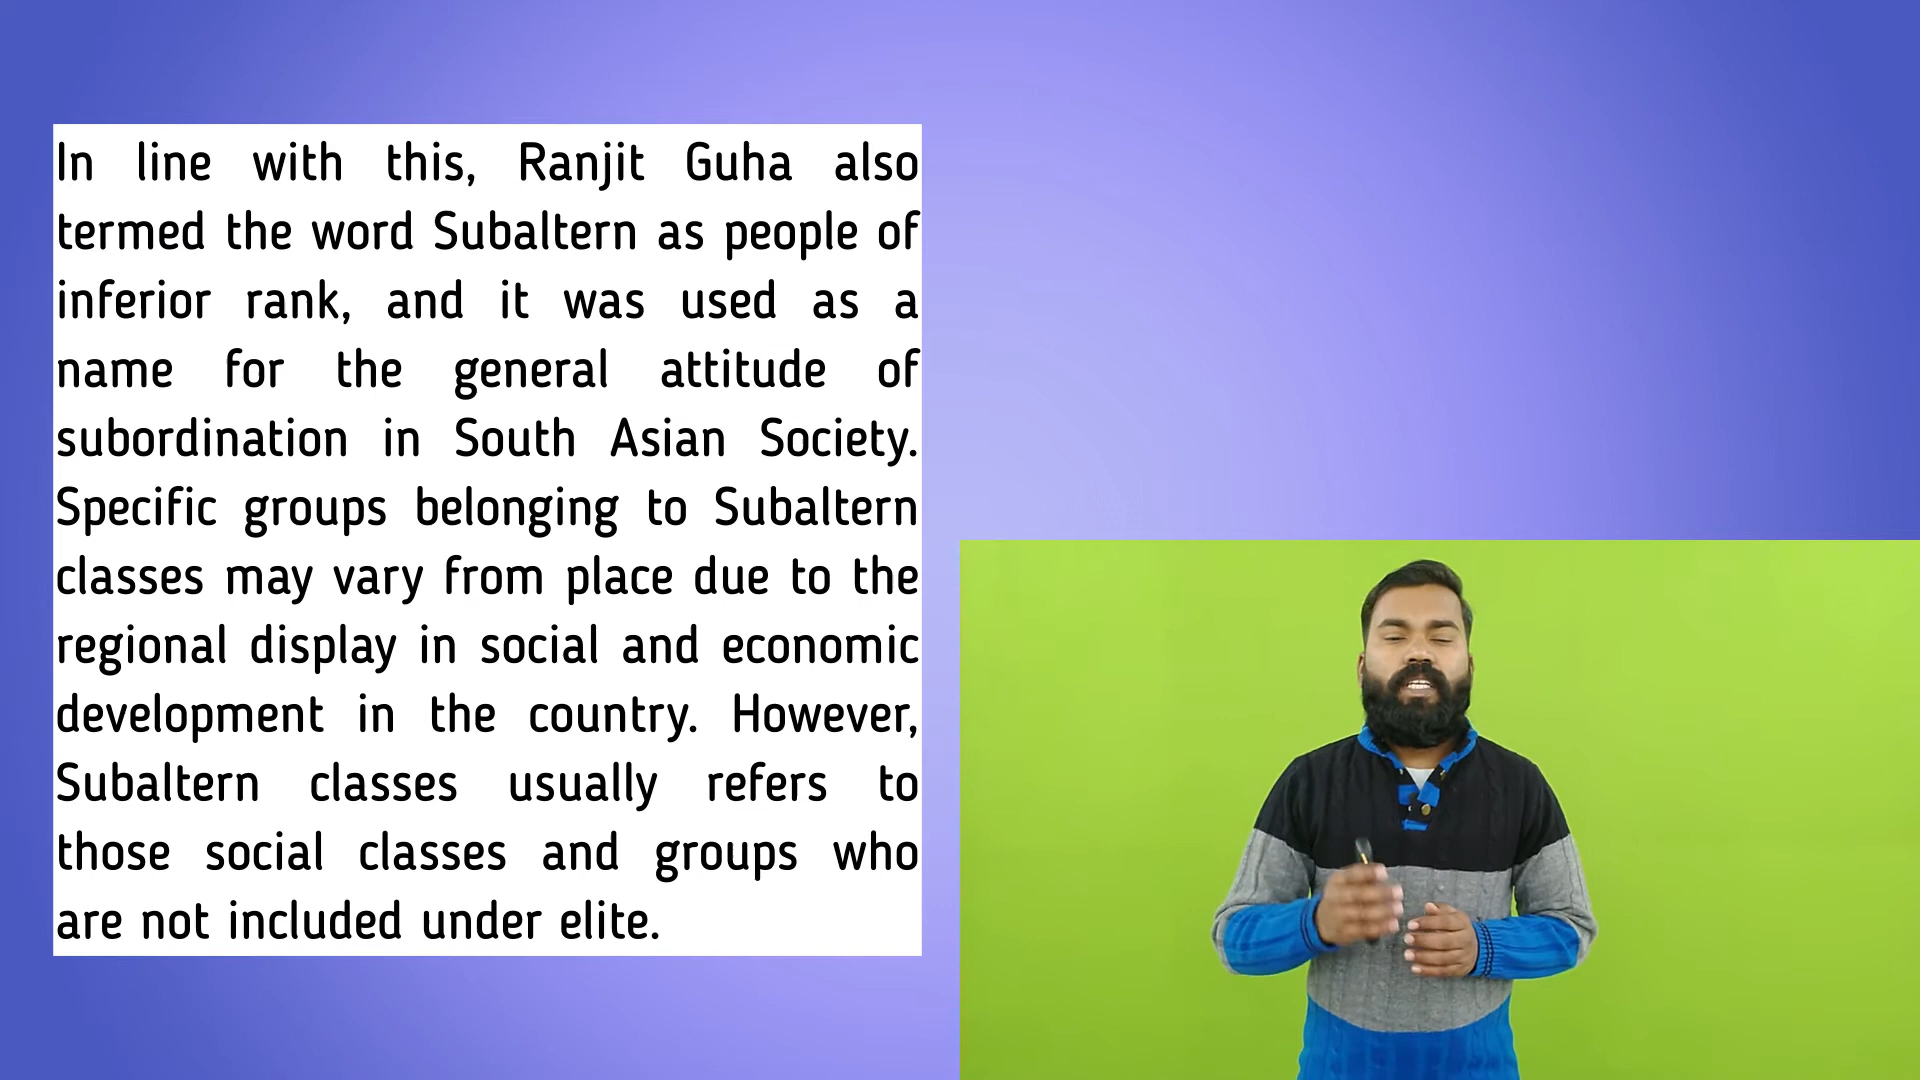 In line with this, Ranjit Guha also
termed the word Subaltern as people of
inferior rank, and it was used as a
name for the general attitude of
subordination in South Asian Society.
Specific groups belonging to Subaltern
classes may vary from place due to the
regional display in social and economic
development in the country. However,
Subaltern classes usually refers to
those social classes and groups who
are not included under elite.